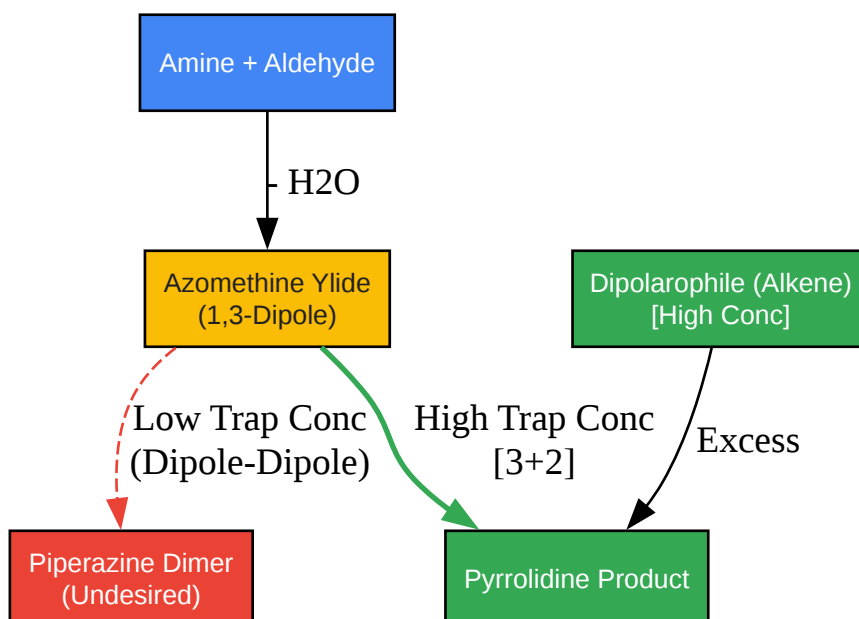 Amine + Aldehyde
- H2O
Azomethine Ylide
(1,3-Dipole)
Dipolarophile (Alkene)
[High Conc]
Low Trap Conc
(Dipole-Dipole)
High Trap Conc
[3+2]
Excess
Piperazine Dimer
(Undesired)
Pyrrolidine Product